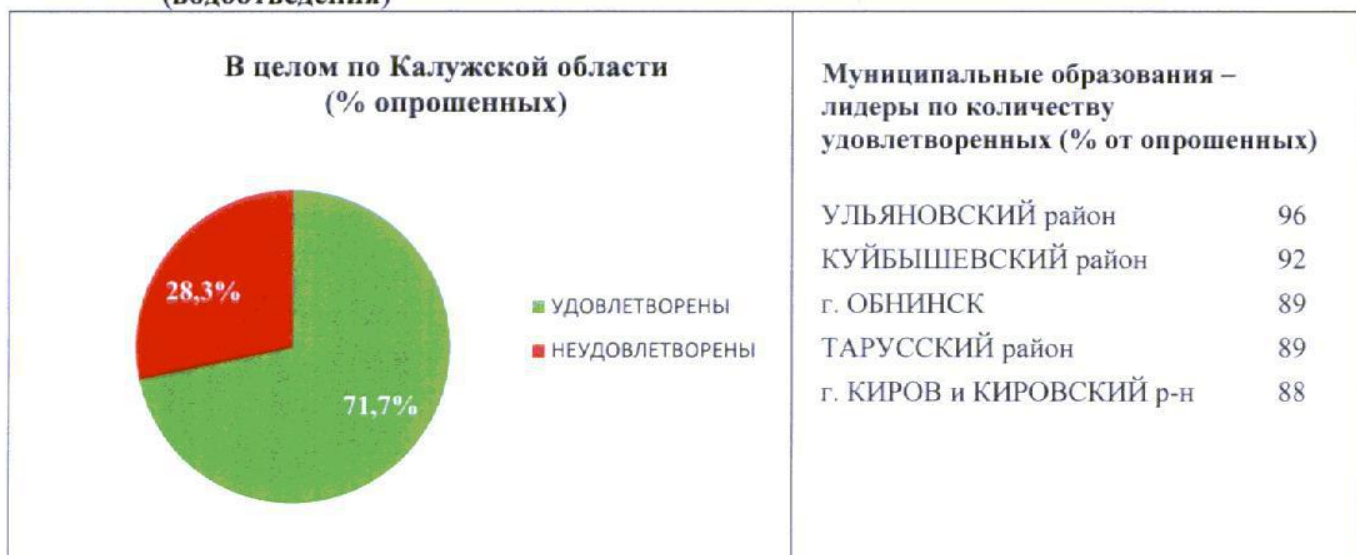 (водоотведения)
В целом по Калужской области
(% опрошенных)
28,3%
71,7%
УДОВЛЕТВОРЕНЫ
НЕУДОВЛЕТВОРЕНЫ
Муниципальные образования –
лидеры по количеству
удовлетворенных (% от опрошенных)
УЛЬЯНОВСКИЙ район 96
КУЙБЫШЕВСКИЙ район 92
г. ОБНИНСК 89
ТАРУССКИЙ район 89
г. КИРОВ и КИРОВСКИЙ р-н 88